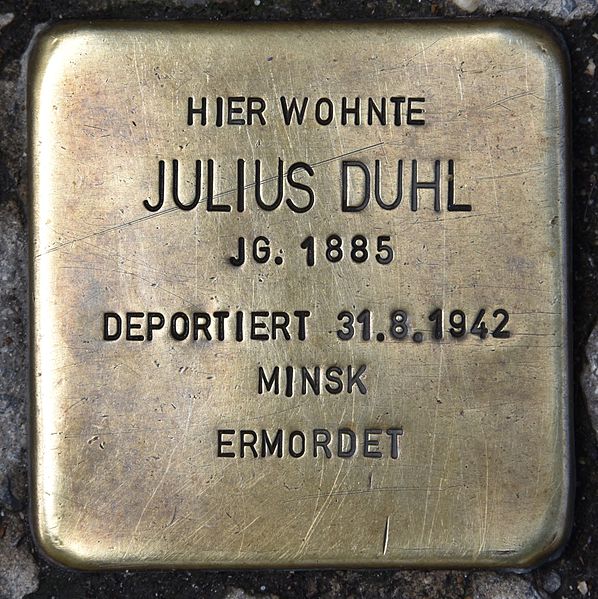 HIER WOHNTE
JULIUS DUHL
JG. 1885
DEPORTIERT 31.8.1942
MINSK
ERMORDET